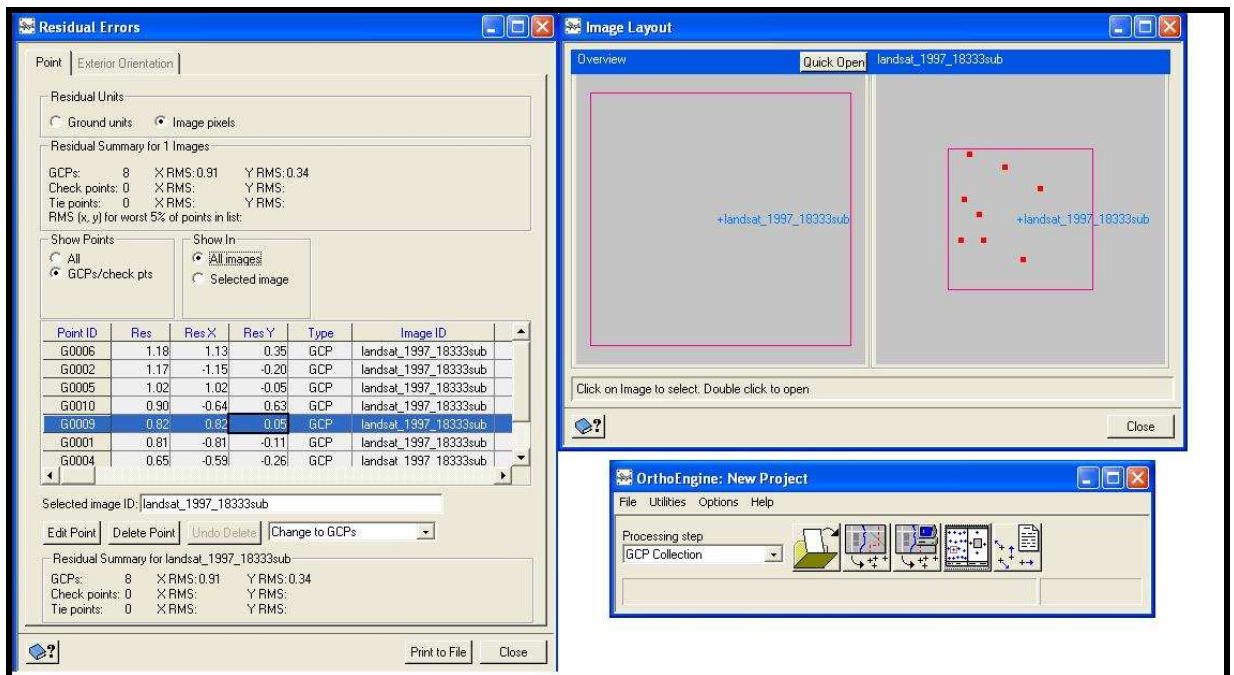 Residual Errors
Point Exterior Orientation
Residual Units
Ground units Image pixels
Residual Summary for 1 Images
GCPs: 8 X RMS: 0.91 Y RMS: 0.34
Check points: 0 X RMS: Y RMS:
Tie points: 0 X RMS: Y RMS:
RMS (x, y) for worst 5% of points in list:
Show Points
All
GCPs/check pts
Show In
All images
Selected image
Point ID Res Res X Res Y Type Image ID
G0006 1.18 1.13 0.35 GCP landsat_1997_18333sub
G0002 1.17 -1.15 -0.20 GCP landsat_1997_18333sub
G0005 1.02 1.02 -0.05 GCP landsat_1997_18333sub
G0010 0.90 -0.64 0.63 GCP landsat_1997_18333sub
G0009 0.82 0.82 0.05 GCP landsat_1997_18333sub
G0001 0.81 -0.81 -0.11 GCP landsat_1997_18333sub
G0004 0.65 -0.59 -0.26 GCP landsat_1997_18333sub
Selected image ID: landsat_1997_18333sub
Edit Point Delete Point Undo Delete Change to GCPs
Residual Summary for landsat_1997_18333sub
GCPs: 8 X RMS: 0.91 Y RMS: 0.34
Check points: 0 X RMS: Y RMS:
Tie points: 0 X RMS: Y RMS:
Print to File Close
Image Layout
Overview Quick Open landsat_1997_18333sub
+landsat_1997_18333sub
+landsat_1997_18333sub
Click on Image to select. Double click to open
Close
OrthoEngine: New Project
File Utilities Options Help
Processing step
GCP Collection